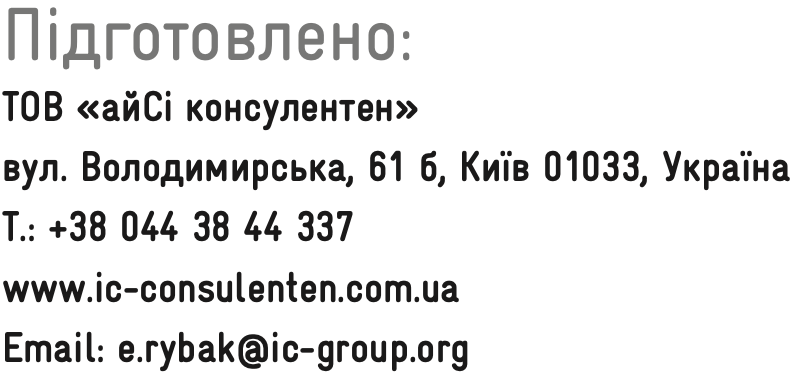 Підготовлено:
ТОВ «айСі консулентен»
вул. Володимирська, 61 б, Київ 01033, Україна
Т.: +38 044 38 44 337
www.ic-consulenten.com.ua
Email: e.rybak@ic-group.org